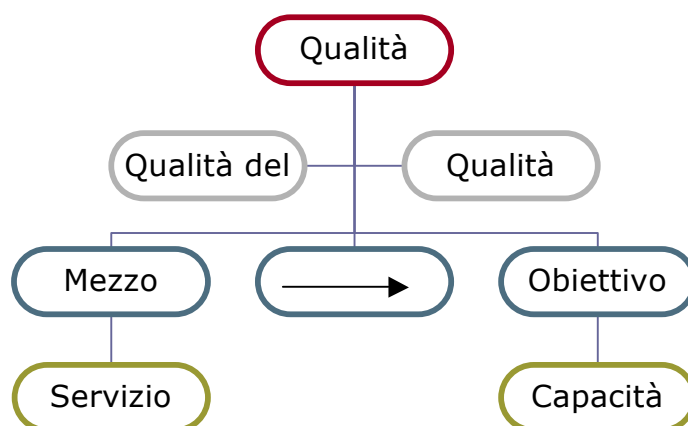 Qualità
Qualità del
Qualità
Mezzo
Obiettivo
Servizio
Capacità